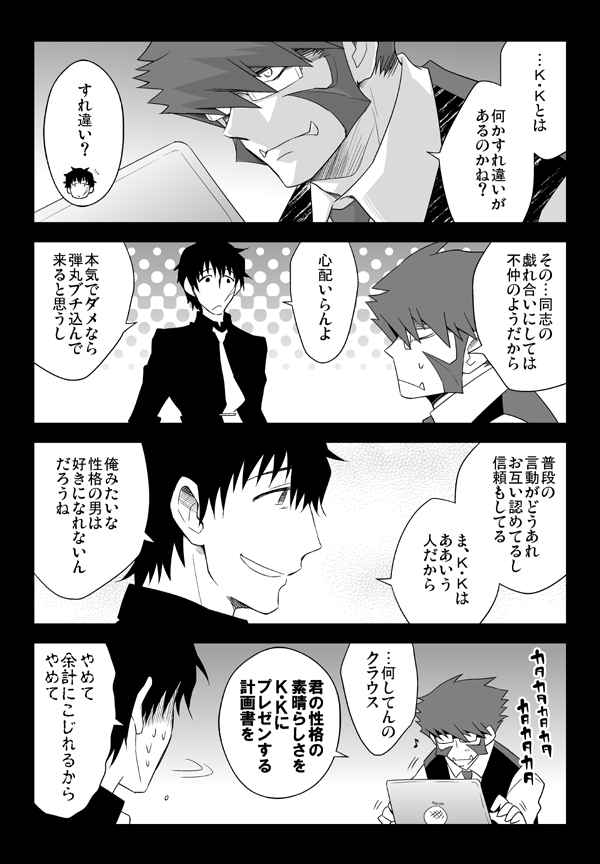 …K・Kとは
何かすれ違いが
あるのかね?
すれ違い?
その…同志の
戯れ合いにしては
不仲のようだから
心配いらんよ
本気でダメなら
弾丸ブチ込んで
来ると思うし
普段の
言動がどうあれ
お互い認めてるし
信頼もしてる
ま、K・Kは
ああいう
人だから
俺みたいな
性格の男は
好きになれないん
だろうね
カタカタ
カタカタ
カタカタ
…何してんの
クラウス
君の性格の
素晴らしさを
K・Kに
プレゼンする
計画書を
やめて
余計にこじれるから
やめて